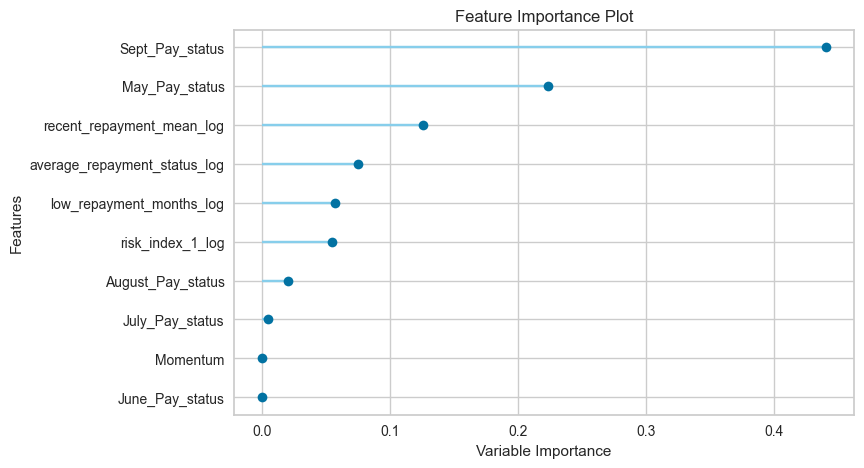 Feature Importance Plot
Sept_Pay_status
May_Pay_status
recent_repayment_mean_log
average_repayment_status_log
low_repayment_months_log
risk_index_1_log
August_Pay_status
July_Pay_status
Momentum
June_Pay_status
Features
0.0 0.1 0.2 0.3 0.4
Variable Importance